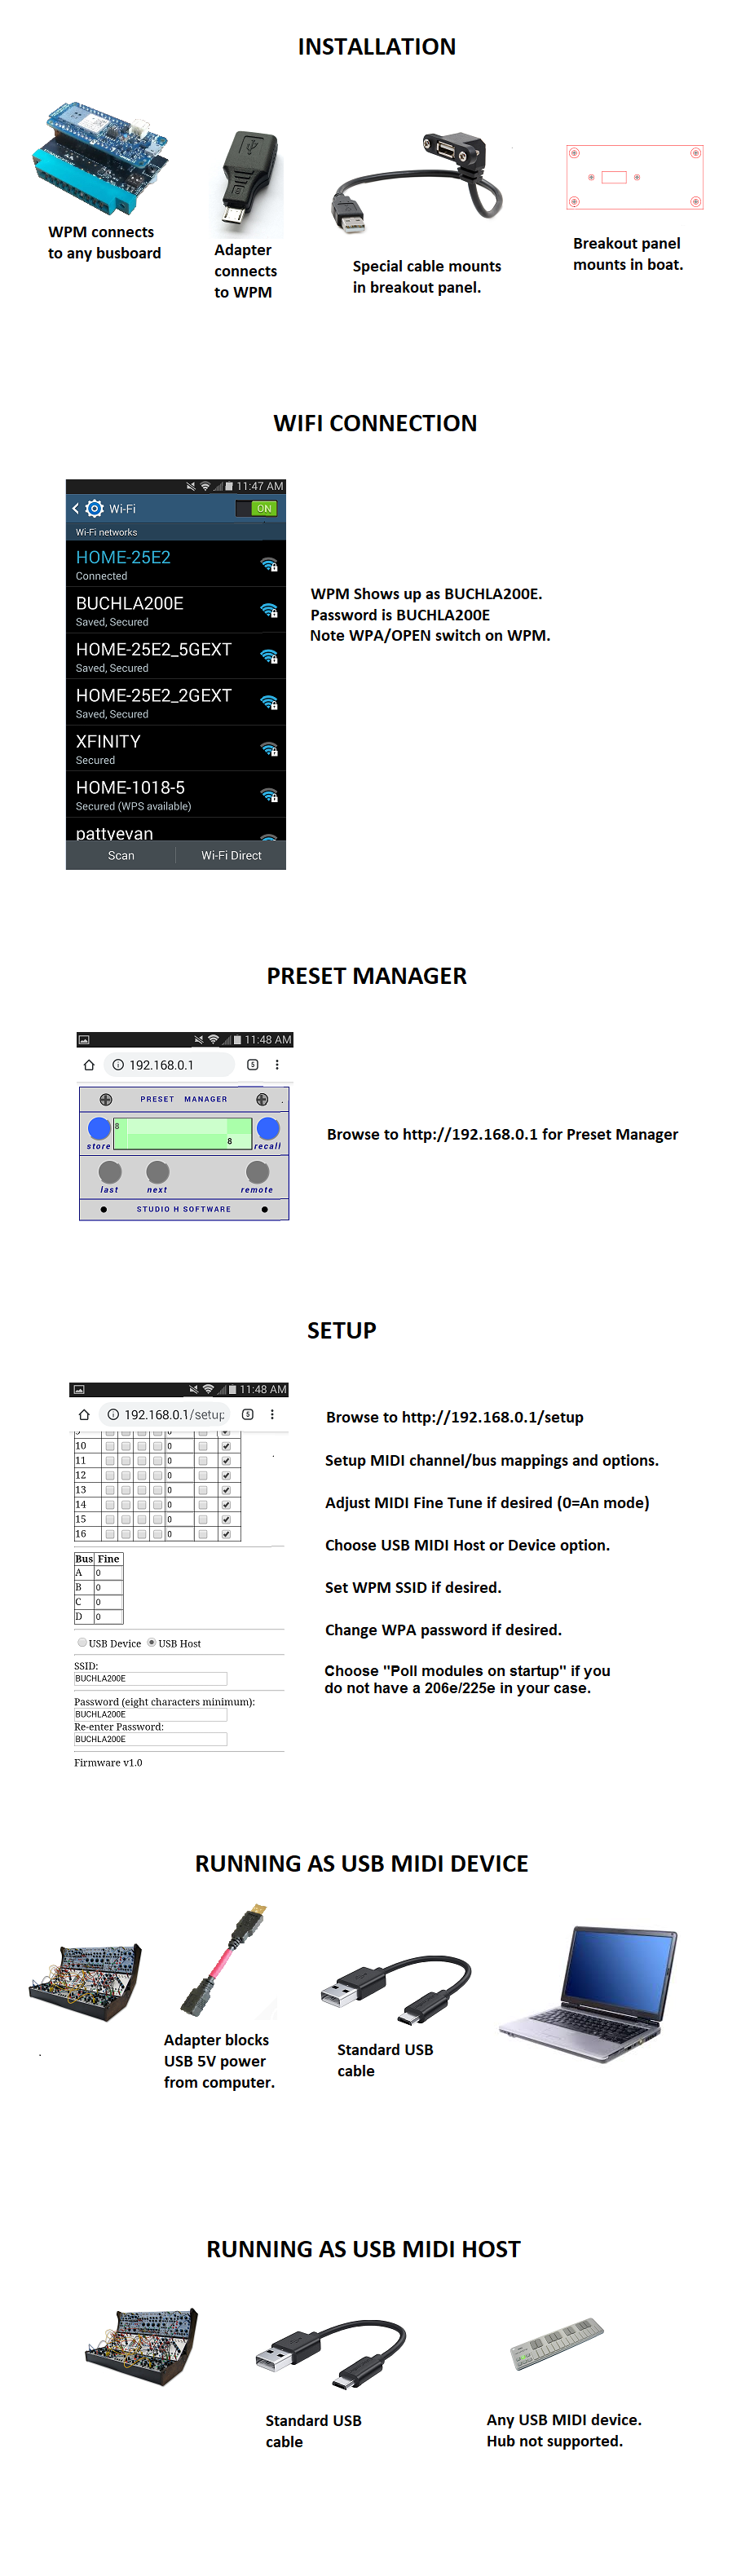 INSTALLATION
WPM connects
to any busboard
Adapter
connects
to WPM
Special cable mounts
in breakout panel.
Breakout panel
mounts in boat.
WIFI CONNECTION
11:47 AM
Wi-Fi
ON
Wi-Fi networks
HOME-25E2
Connected
BUCHLA200E
Saved, Secured
HOME-25E2_5GEXT
Saved, Secured
HOME-25E2_2GEXT
Saved, Secured
XFINITY
Secured
HOME-1018-5
Secured (WPS available)
pattyevan
Scan Wi-Fi Direct
WPM Shows up as BUCHLA200E.
Password is BUCHLA200E
Note WPA/OPEN switch on WPM.
PRESET MANAGER
11:48 AM
192.168.0.1 5
PRESET MANAGER
8
8
store recall
last next remote
STUDIO H SOFTWARE
Browse to http://192.168.0.1 for Preset Manager
SETUP
11:48 AM
192.168.0.1/setup 5
9 0
10 0
11 0
12 0
13 0
14 0
15 0
16 0
Bus Fine
A 0
B 0
C 0
D 0
USB Device USB Host
SSID:
BUCHLA200E
Password (eight characters minimum):
BUCHLA200E
Re-enter Password:
BUCHLA200E
Firmware v1.0
Browse to http://192.168.0.1/setup
Setup MIDI channel/bus mappings and options.
Adjust MIDI Fine Tune if desired (0=An mode)
Choose USB MIDI Host or Device option.
Set WPM SSID if desired.
Change WPA password if desired.
Choose "Poll modules on startup" if you
do not have a 206e/225e in your case.
RUNNING AS USB MIDI DEVICE
Adapter blocks
USB 5V power
from computer.
Standard USB
cable
RUNNING AS USB MIDI HOST
Standard USB
cable
Any USB MIDI device.
Hub not supported.